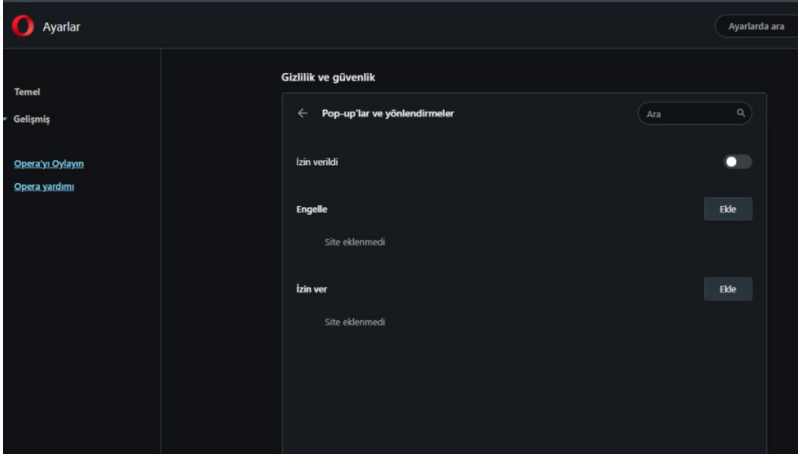 Ayarlar
Ayarlarda ara
Temel
Gelişmiş
Opera'yı Oylayın
Opera yardımı
Gizlilik ve güvenlik
Pop-up'lar ve yönlendirmeler
Ara
İzin verildi
Engelle
Ekle
Site eklenmedi
İzin ver
Ekle
Site eklenmedi